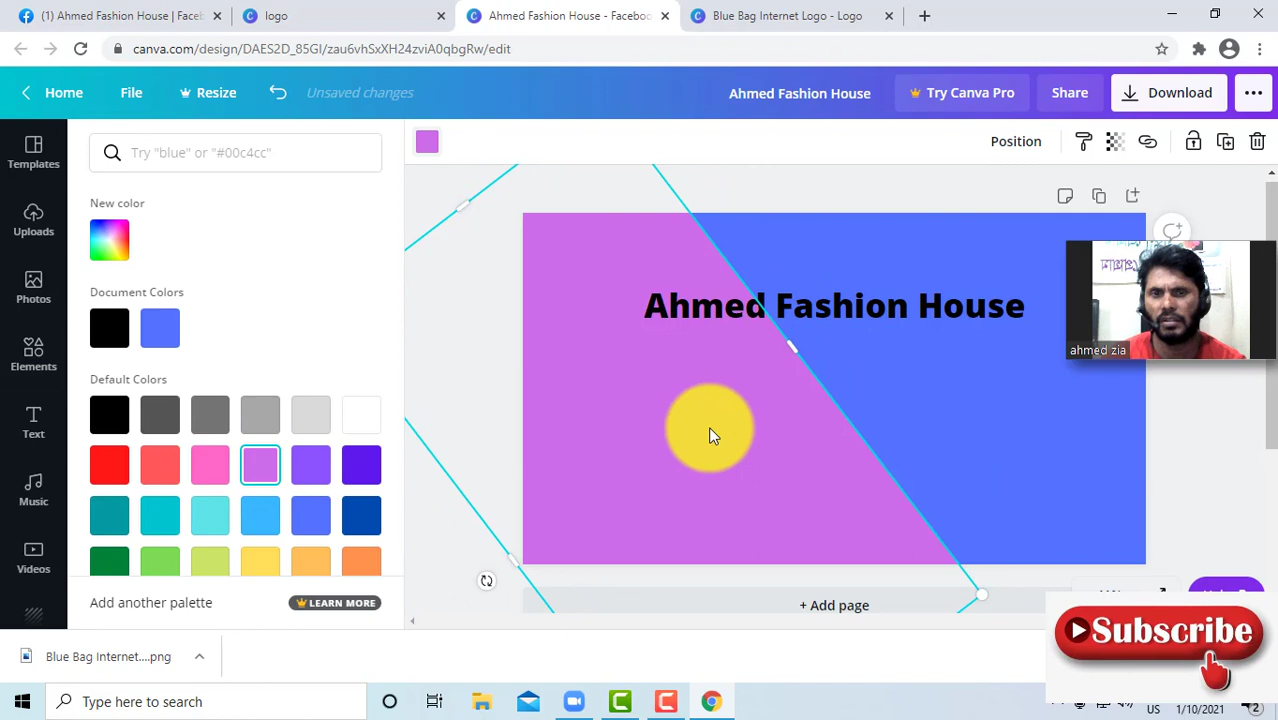 (1) Ahmed Fashion House | Faceb
logo
Ahmed Fashion House - Faceboo
Blue Bag Internet Logo - Logo
canva.com/design/DAES2D_85GI/zau6vhSxXH24zviA0qbgRw/edit
Home
File
Resize
Unsaved changes
Ahmed Fashion House
Try Canva Pro
Share
Download
Templates
Uploads
Photos
Elements
Text
Music
Videos
Try "blue" or "#00c4cc"
New color
Document Colors
Default Colors
Add another palette
LEARN MORE
Position
Ahmed Fashion House
ahmed zia
+ Add page
Subscribe
Blue Bag Internet....png
Type here to search
US
1/10/2021
2